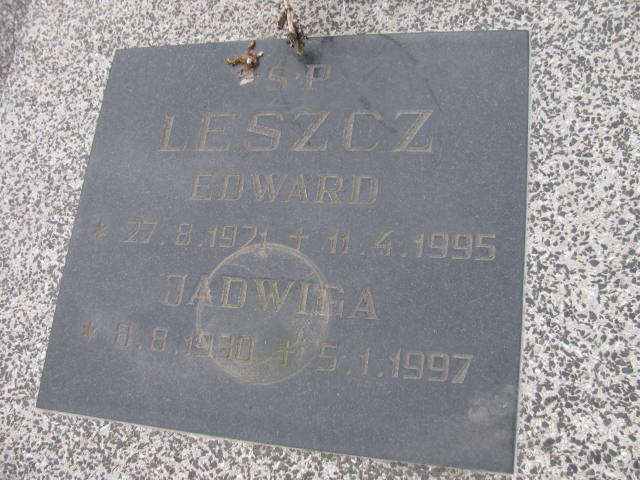 Ś.P.
LESZCZ
EDWARD
* 27.8.1921 † 11.4.1995
JADWIGA
* 8.8.1930 † 5.1.1997